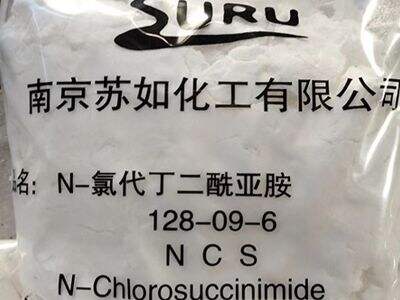 SURU
南京苏如化工有限公司
名: N-氯代丁二酰亚胺
128-09-6
N C S
N-Chlorosuccinimide